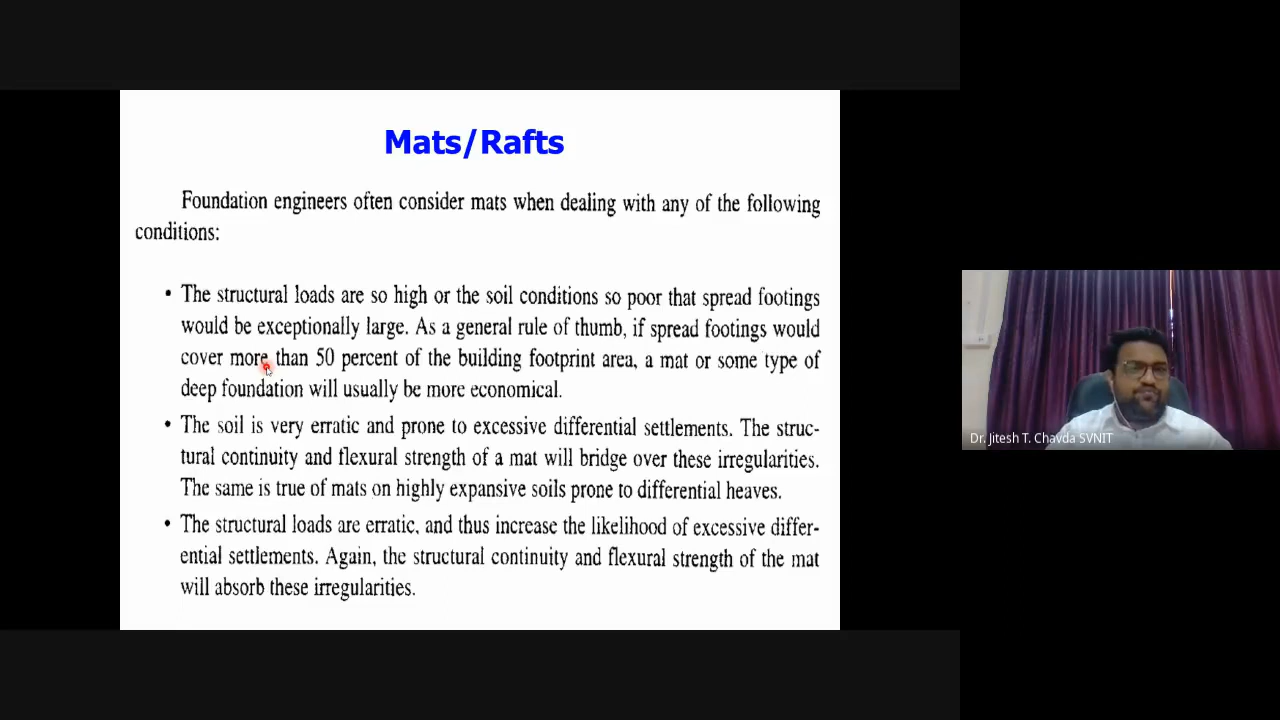 Mats/Rafts
Foundation engineers often consider mats when dealing with any of the following
conditions:
• The structural loads are so high or the soil conditions so poor that spread footings
would be exceptionally large. As a general rule of thumb, if spread footings would
cover more than 50 percent of the building footprint area, a mat or some type of
deep foundation will usually be more economical.
• The soil is very erratic and prone to excessive differential settlements. The struc-
tural continuity and flexural strength of a mat will bridge over these irregularities.
The same is true of mats on highly expansive soils prone to differential heaves.
• The structural loads are erratic, and thus increase the likelihood of excessive differ-
ential settlements. Again, the structural continuity and flexural strength of the mat
will absorb these irregularities.
Dr. Jitesh T. Chavda SVNIT